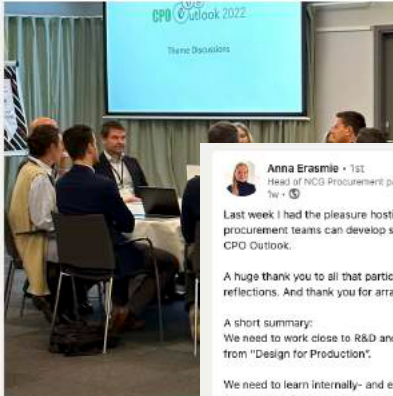 CPO Outlook 2022
Theme Discussions
Anna Erasmie • 1st
Head of NCG Procurement p
1w •
Last week I had the pleasure hosti
procurement teams can develop s
CPO Outlook.
A huge thank you to all that partic
reflections. And thank you for arra
A short summary:
We need to work close to R&D and
from "Design for Production".
We need to learn internally- and e